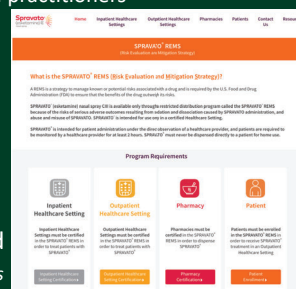 practitioners
Spravato
(esketamine)
Home
Inpatient Healthcare
Settings
Outpatient Healthcare
Settings
Pharmacies
Patients
Contact
Us
SPRAVATO® REMS
(Risk Evaluation and Mitigation Strategy)
What is the SPRAVATO® REMS (Risk Evaluation and Mitigation Strategy)?
A REMS is a strategy to manage known or potential risks associated with a drug and is required by the U.S. Food and Drug
Administration (FDA) to ensure that the benefits of the drug outweigh its risks.
SPRAVATO® (esketamine) nasal spray CIII is available only through a restricted distribution program called the SPRAVATO® REMS
because of the risks of serious adverse outcomes resulting from sedation and dissociation caused by SPRAVATO® administration, and
abuse and misuse of SPRAVATO®. SPRAVATO® is intended for use only in a certified Healthcare Setting.
SPRAVATO® is intended for patient administration under the direct observation of a healthcare provider, and patients are required to
be monitored by a healthcare provider for at least 2 hours. SPRAVATO® must never be dispensed directly to a patient for home use.
Program Requirements
Inpatient
Healthcare Setting
Inpatient Healthcare
Settings must be certified
in the SPRAVATO® REMS in
order to treat patients with
SPRAVATO®
Inpatient Healthcare
Setting Certification
Outpatient
Healthcare Setting
Outpatient Healthcare
Settings must be certified
in the SPRAVATO® REMS in
order to treat patients with
SPRAVATO®
Outpatient Healthcare
Setting Certification
Pharmacy
Pharmacies must be
certified in the SPRAVATO®
REMS in order to dispense
SPRAVATO®
Pharmacy
Certification
Patient
Patients must be enrolled
in the SPRAVATO® REMS in
order to receive SPRAVATO®
treatment in an Outpatient
Healthcare Setting
Patient
Enrollment